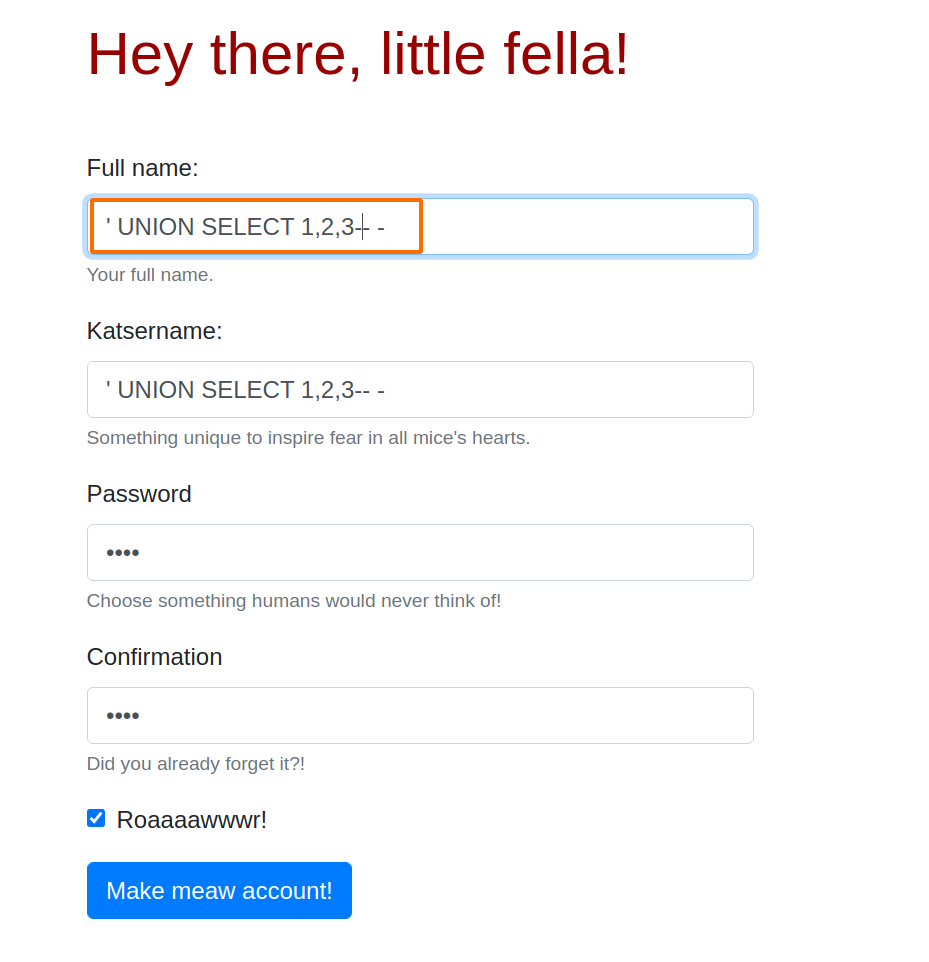 Hey there, little fella!
Full name:
' UNION SELECT 1,2,3-- -
Your full name.
Katsername:
' UNION SELECT 1,2,3-- -
Something unique to inspire fear in all mice's hearts.
Password
••••
Choose something humans would never think of!
Confirmation
••••
Did you already forget it?!
Roaaaawwwr!
Make meaw account!